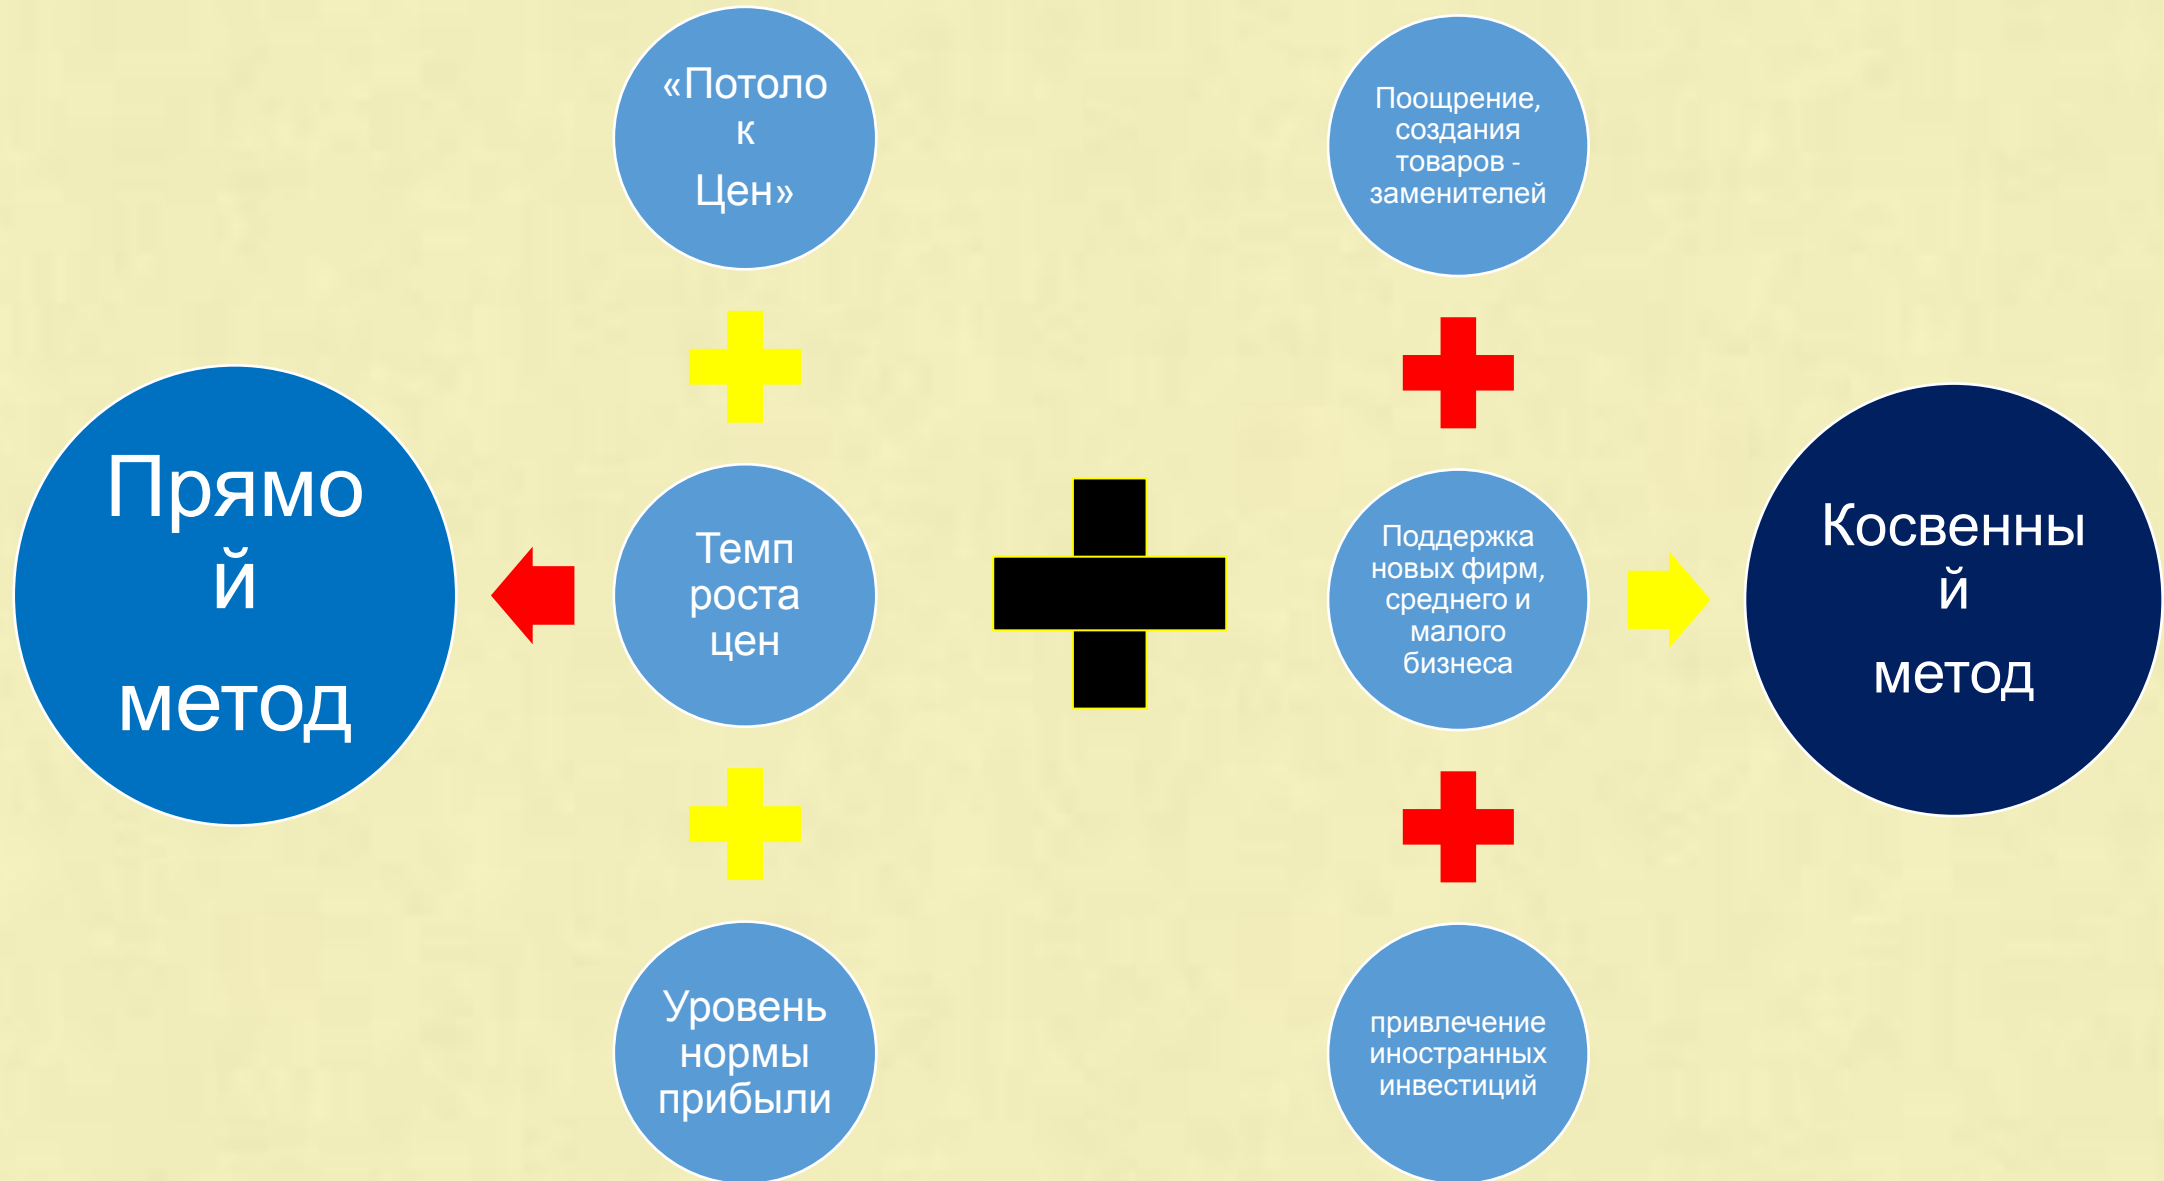 Прямо
й
метод
«Потоло
к
Цен»
Темп
роста
цен
Уровень
нормы
прибыли
Поощрение,
создания
товаров -
заменителей
Поддержка
новых фирм,
среднего и
малого
бизнеса
привлечение
иностранных
инвестиций
Косвенны
й
метод